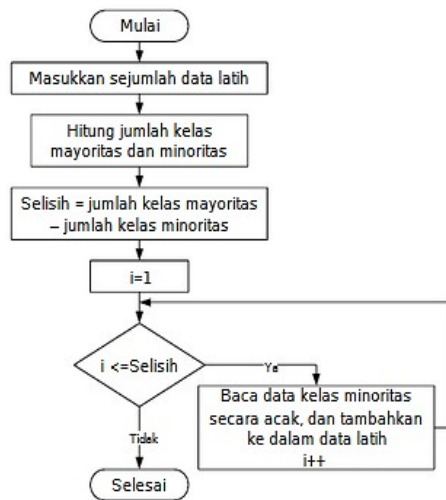 Mulai
Masukkan sejumlah data latih
Hitung jumlah kelas
mayoritas dan minoritas
Selisih = jumlah kelas mayoritas
– jumlah kelas minoritas
i=1
i <=Selisih
Ya
Baca data kelas minoritas
secara acak, dan tambahkan
ke dalam data latih
i++
Tidak
Selesai